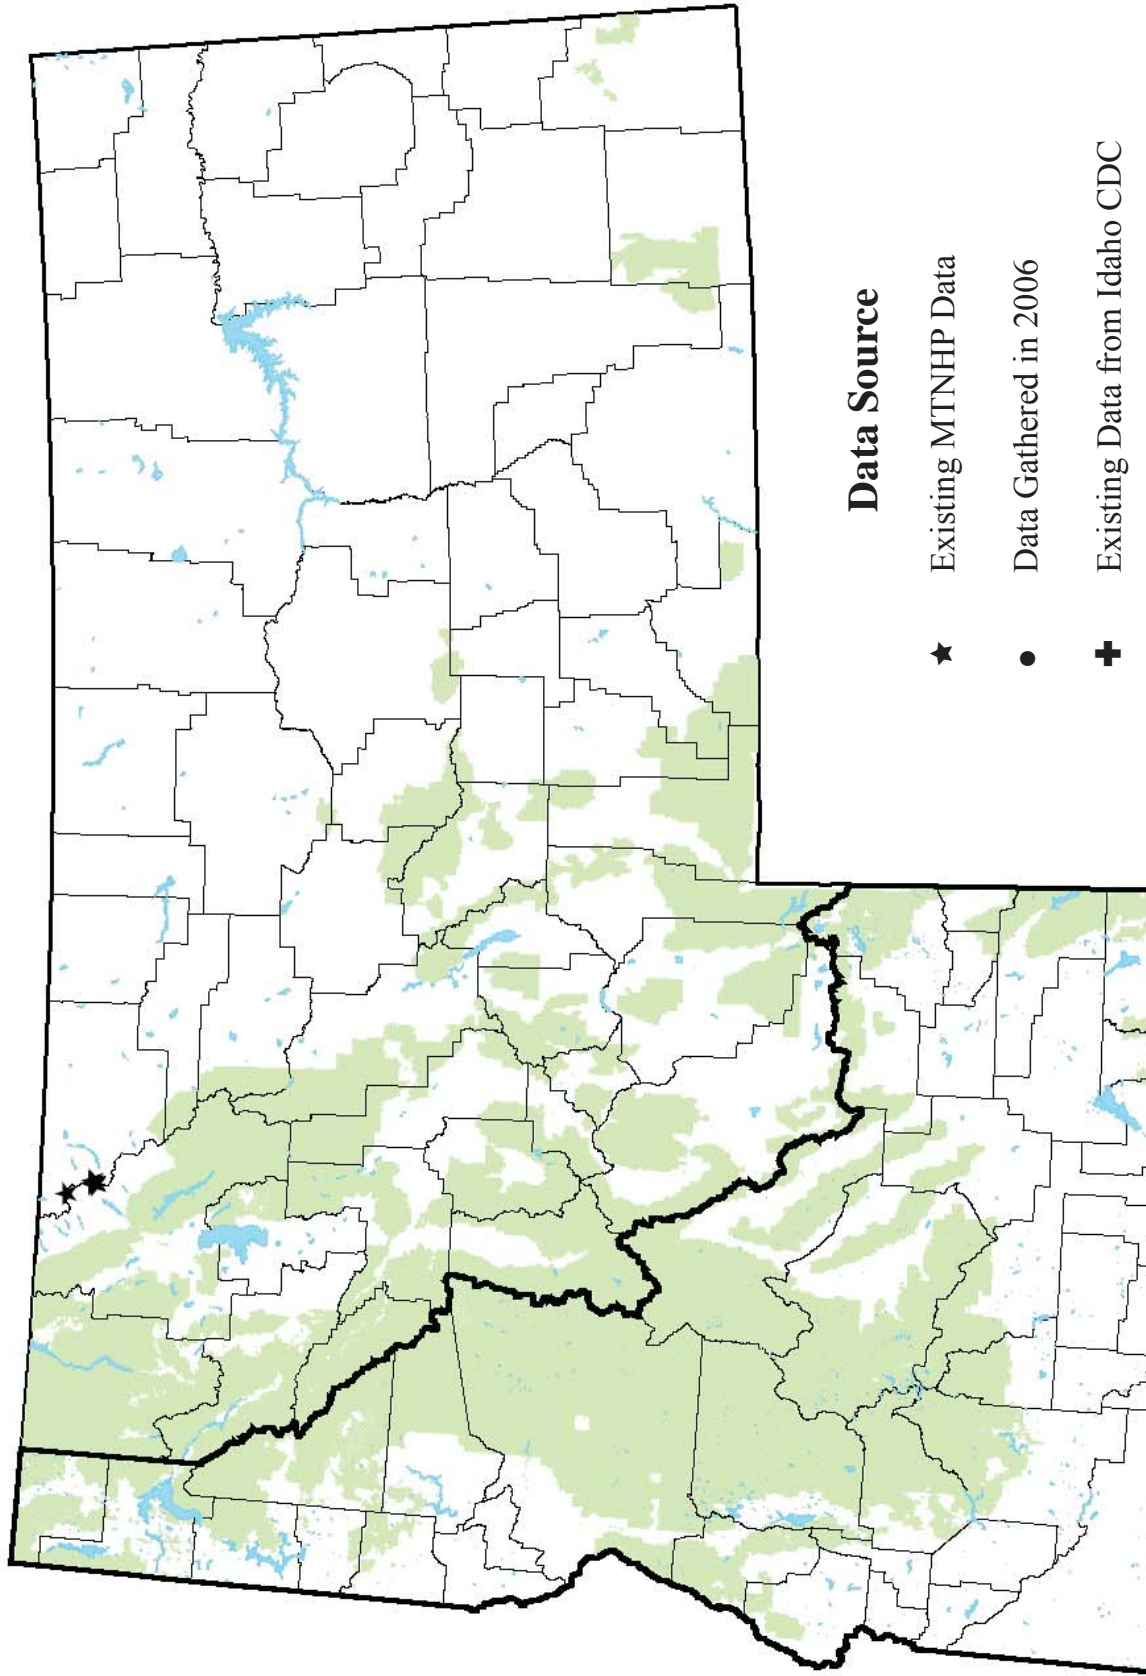 Data Source
Existing MTNHP Data
Data Gathered in 2006
Existing Data from Idaho CDC